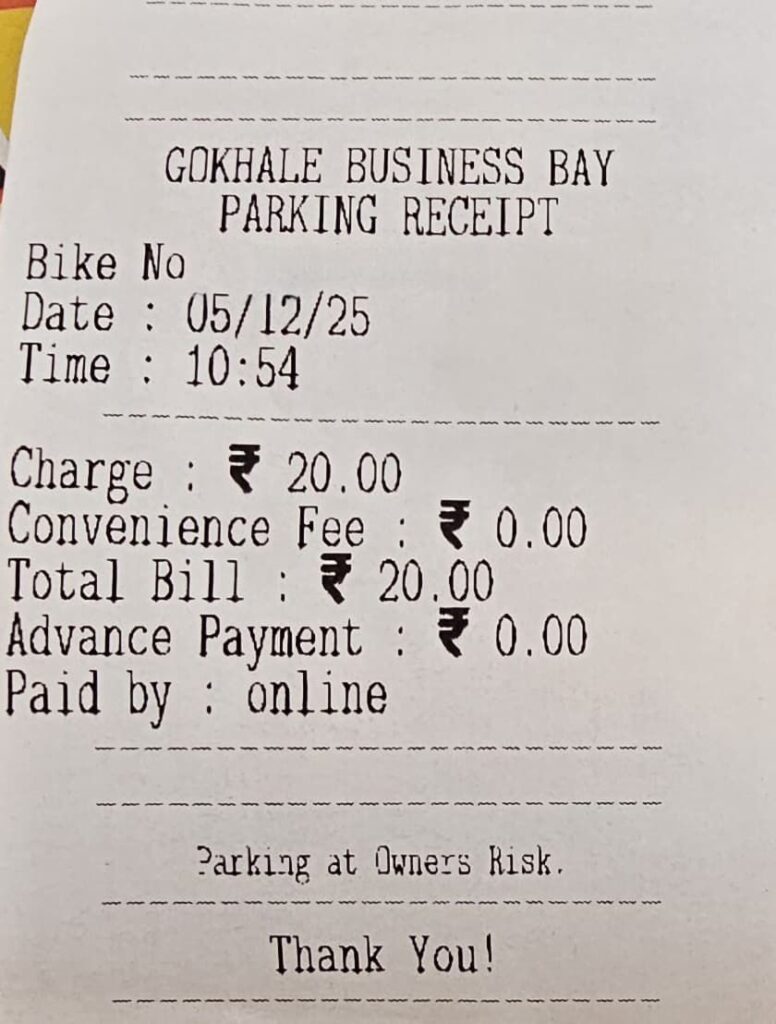 GOKHALE BUSINESS BAY
PARKING RECEIPT
Bike No
Date : 05/12/25
Time : 10:54
Charge : ₹ 20.00
Convenience Fee : ₹ 0.00
Total Bill : ₹ 20.00
Advance Payment : ₹ 0.00
Paid by : online
Parking at Owners Risk.
Thank You!